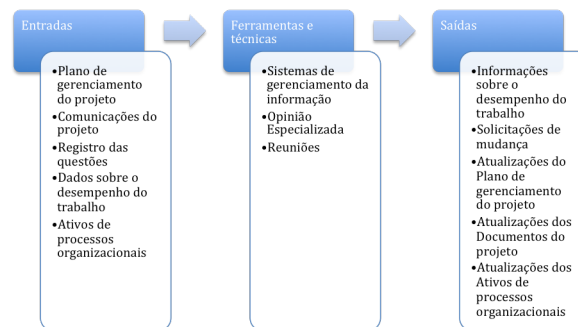 Entradas
•Plano de
gerenciamento
do projeto
•Comunicações do
projeto
•Registro das
questões
•Dados sobre o
desempenho do
trabalho
•Ativos de
processos
organizacionais
Ferramentas e
técnicas
•Sistemas de
gerenciamento da
informação
•Opinião
Especializada
•Reuniões
Saídas
•Informações
sobre o
desempenho do
trabalho
•Solicitações de
mudança
•Atualizações do
Plano de
gerenciamento
do projeto
•Atualizações dos
Documentos do
projeto
•Atualizações dos
Ativos de
processos
organizacionais